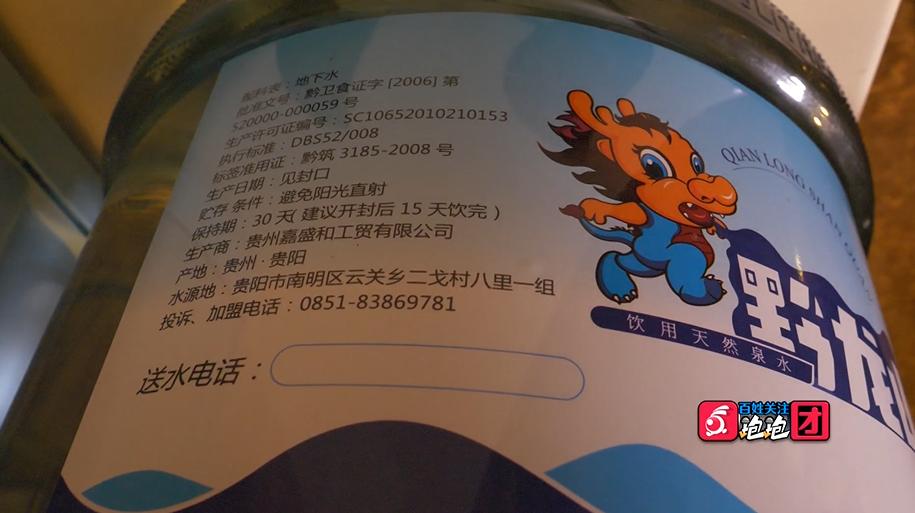 配料表：地下水
批准文号：黔卫食证字 [2006] 第
520000-000059 号
生产许可证编号：SC10652010210153
执行标准：DBS52/008
标签准用证：黔筑 3185-2008 号
生产日期：见封口
贮存 条件：避免阳光直射
保持期：30 天( 建议开封后 15 天饮完 )
生产商：贵州嘉盛和工贸有限公司
产地：贵州·贵阳
水源地：贵阳市南明区云关乡二戈村八里一组
投诉、加盟电话：0851-83869781
送水电话：
QIAN LONG SHAN QUAN
黔龙
饮用天然泉水
百姓关注
团